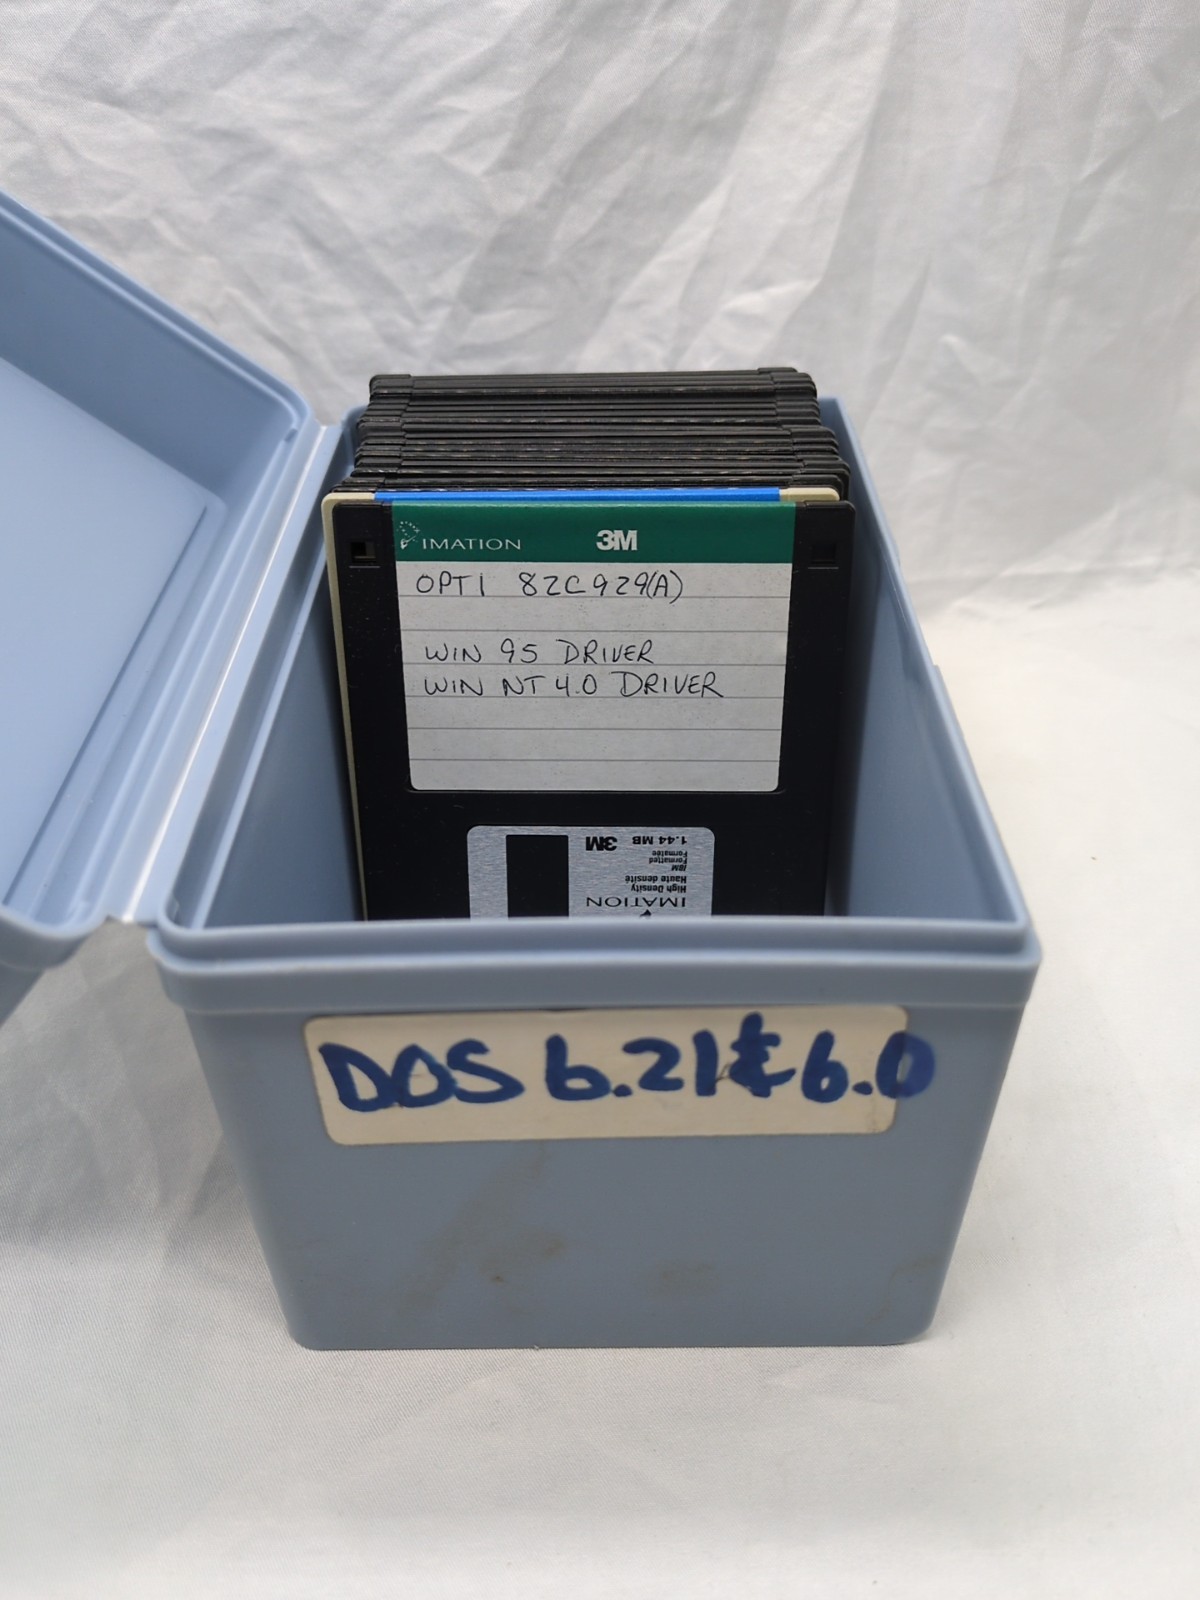 IMATION 3M
OPTI 82C929(A)
WIN 95 DRIVER
WIN NT 4.0 DRIVER
IMATION
High Density
Haute densité
IBM
Formatted
Formatée
1.44 MB 3M
DOS 6.21 & 6.0